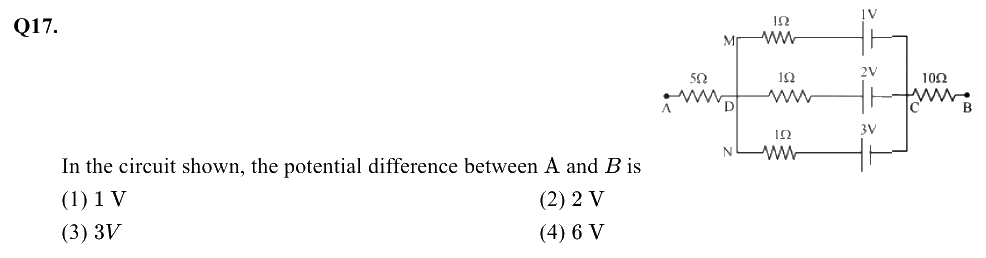 Q17.
1Ω
1V
M
5Ω
1Ω
2V
10Ω
A
D
C
B
1Ω
3V
N
In the circuit shown, the potential difference between A and B is
(1) 1 V
(2) 2 V
(3) 3V
(4) 6 V